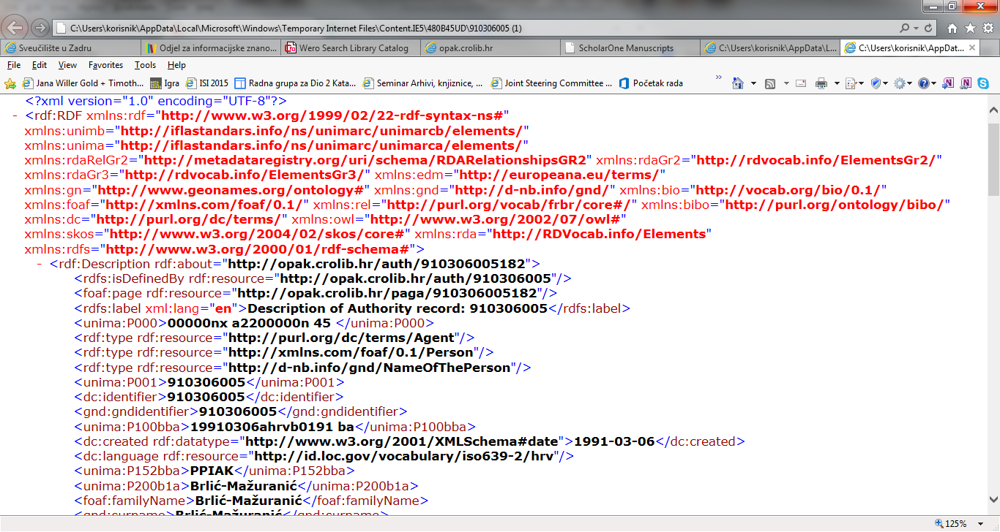 C:\Users\korisnik\AppData\Local\Microsoft\Windows\Temporary Internet Files\Content.IE5\480B45UD\910306005 (1)
Sveučilište u Zadru
Odjel za informacijske znano...
Wero Search Library Catalog
opak.crolib.hr
ScholarOne Manuscripts
C:\Users\korisnik\AppData\L...
C:\Users\korisnik\AppDat...
File Edit View Favorites Tools Help
Jana Willer Gold + Timoth...
Igra
ISI 2015
Radna grupa za Dio 2 Kata...
Seminar Arhivi, knjiznice, ...
Joint Steering Committee ...
Početak rada
<?xml version="1.0" encoding="UTF-8"?>
- <rdf:RDF xmlns:rdf="http://www.w3.org/1999/02/22-rdf-syntax-ns#"
xmlns:unimb="http://iflastandars.info/ns/unimarc/unimarcb/elements/"
xmlns:unima="http://iflastandars.info/ns/unimarc/unimarca/elements/"
xmlns:rdaRelGr2="http://metadataregistry.org/uri/schema/RDARelationshipsGR2" xmlns:rdaGr2="http://rdvocab.info/ElementsGr2/"
xmlns:rdaGr3="http://rdvocab.info/ElementsGr3/" xmlns:edm="http://europeana.eu/terms/"
xmlns:gn="http://www.geonames.org/ontology#" xmlns:gnd="http://d-nb.info/gnd/" xmlns:bio="http://vocab.org/bio/0.1/"
xmlns:foaf="http://xmlns.com/foaf/0.1/" xmlns:rel="http://purl.org/vocab/frbr/core#/" xmlns:bibo="http://purl.org/ontology/bibo/"
xmlns:dc="http://purl.org/dc/terms/" xmlns:owl="http://www.w3.org/2002/07/owl#"
xmlns:skos="http://www.w3.org/2004/02/skos/core#" xmlns:rda="http://RDVocab.info/Elements"
xmlns:rdfs="http://www.w3.org/2000/01/rdf-schema#">
- <rdf:Description rdf:about="http://opak.crolib.hr/auth/910306005182">
<rdfs:isDefinedBy rdf:resource="http://opak.crolib.hr/auth/910306005"/>
<foaf:page rdf:resource="http://opak.crolib.hr/paga/910306005182"/>
<rdfs:label xml:lang="en">Description of Authority record: 910306005</rdfs:label>
<unima:P000>00000nx a2200000n 45 </unima:P000>
<rdf:type rdf:resource="http://purl.org/dc/terms/Agent"/>
<rdf:type rdf:resource="http://xmlns.com/foaf/0.1/Person"/>
<rdf:type rdf:resource="http://d-nb.info/gnd/NameOfThePerson"/>
<unima:P001>910306005</unima:P001>
<dc:identifier>910306005</dc:identifier>
<gnd:gndidentifier>910306005</gnd:gndidentifier>
<unima:P100bba>19910306ahrvb0191 ba</unima:P100bba>
<dc:created rdf:datatype="http://www.w3.org/2001/XMLSchema#date">1991-03-06</dc:created>
<dc:language rdf:resource="http://id.loc.gov/vocabulary/iso639-2/hrv"/>
<unima:P152bba>PPIAK</unima:P152bba>
<unima:P200b1a>Brlić-Mažuranić</unima:P200b1a>
<foaf:familyName>Brlić-Mažuranić</foaf:familyName>
<gnd:surname>Brlić-Mažuranić</gnd:surname>
125%